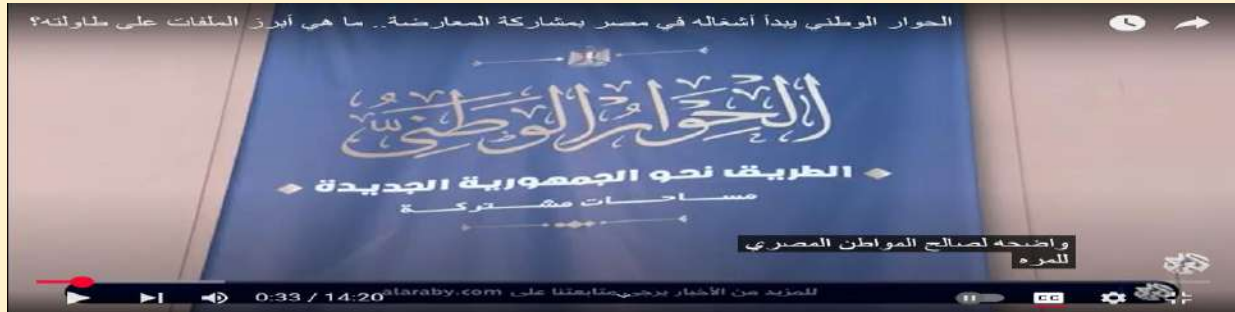 الحوار الوطني يبدأ أشغاله في مصر بمشاركة المعارضة.. ما هي أبرز الملفات على طاولته؟
الحوار الوطني
الطريق نحو الجمهورية الجديدة
مساحات مشتركة
واضحه لصالح المواطن المصري
للمره
0:33 / 14:20
للمزيد من الأخبار يرجى متابعتنا على alaraby.com
CC